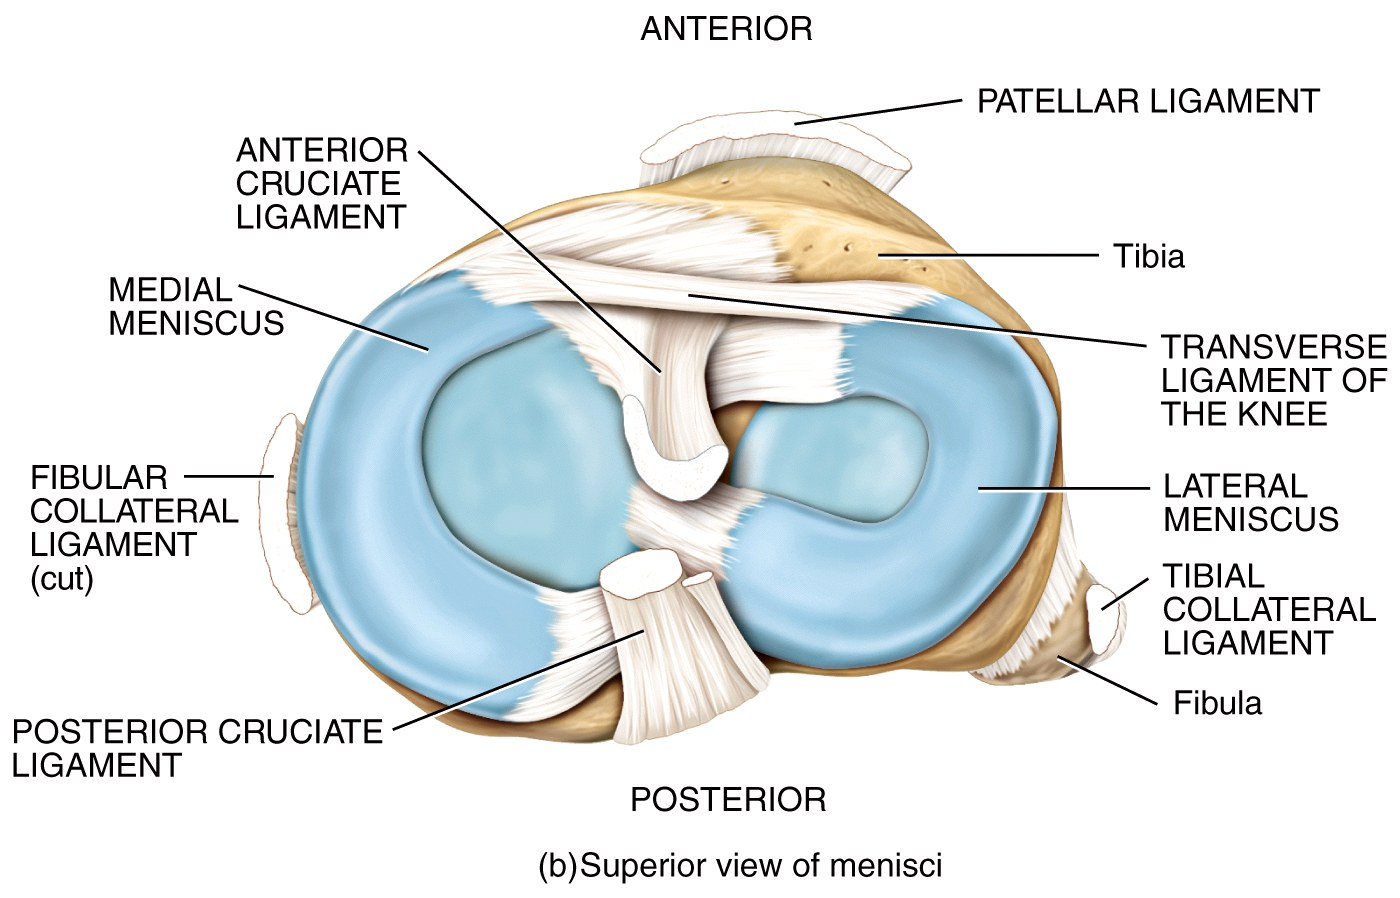 ANTERIOR
PATELLAR LIGAMENT
ANTERIOR
CRUCIATE
LIGAMENT
Tibia
MEDIAL
MENISCUS
TRANSVERSE
LIGAMENT OF
THE KNEE
FIBULAR
COLLATERAL
LIGAMENT
(cut)
LATERAL
MENISCUS
TIBIAL
COLLATERAL
LIGAMENT
Fibula
POSTERIOR CRUCIATE
LIGAMENT
POSTERIOR
(b)Superior view of menisci